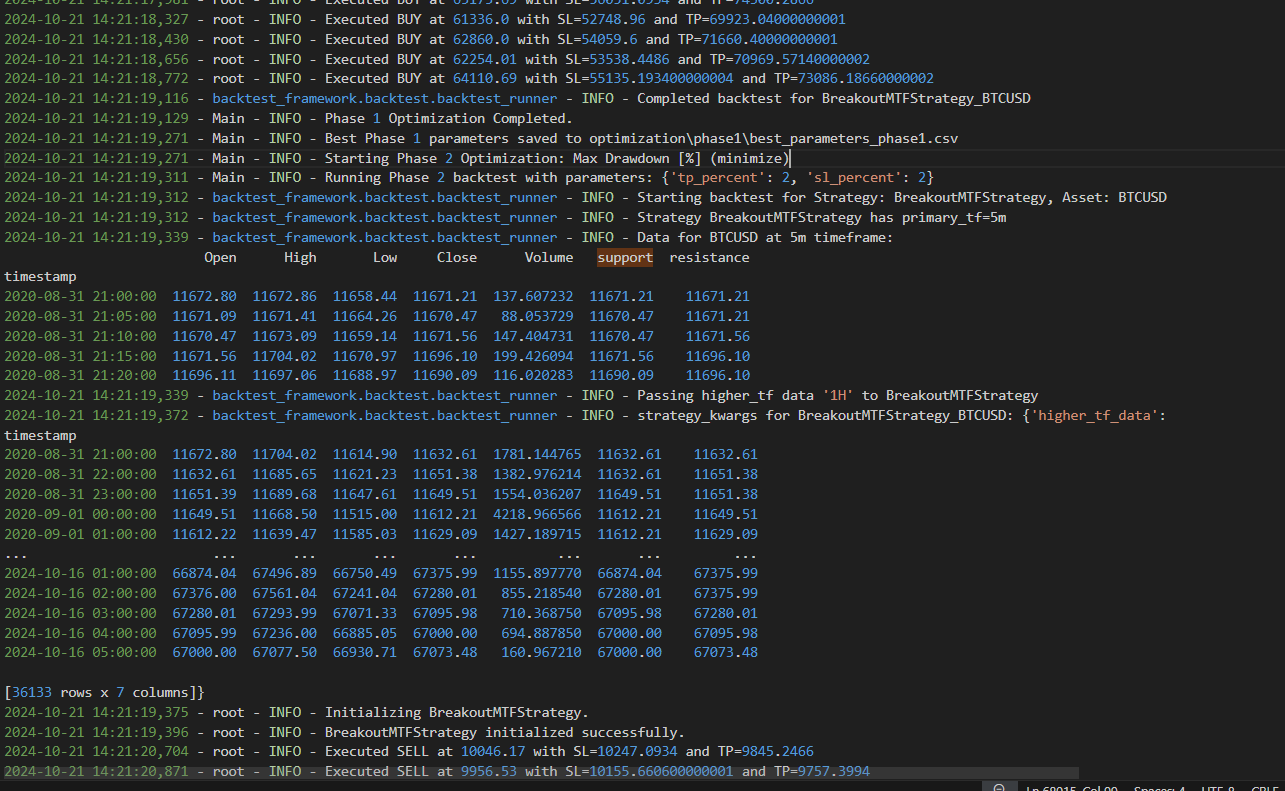 2024-10-21 14:21:18,327 - root - INFO - Executed BUY at 61336.0 with SL=52748.96 and TP=69923.04000000001
2024-10-21 14:21:18,430 - root - INFO - Executed BUY at 62860.0 with SL=54059.6 and TP=71660.40000000001
2024-10-21 14:21:18,656 - root - INFO - Executed BUY at 62254.01 with SL=53538.4486 and TP=70969.57140000002
2024-10-21 14:21:18,772 - root - INFO - Executed BUY at 64110.69 with SL=55135.193400000004 and TP=73086.18660000002
2024-10-21 14:21:19,116 - backtest_framework.backtest.backtest_runner - INFO - Completed backtest for BreakoutMTFStrategy_BTCUSD
2024-10-21 14:21:19,129 - Main - INFO - Phase 1 Optimization Completed.
2024-10-21 14:21:19,271 - Main - INFO - Best Phase 1 parameters saved to optimization\phase1\best_parameters_phase1.csv
2024-10-21 14:21:19,271 - Main - INFO - Starting Phase 2 Optimization: Max Drawdown [%] (minimize)
2024-10-21 14:21:19,311 - Main - INFO - Running Phase 2 backtest with parameters: {'tp_percent': 2, 'sl_percent': 2}
2024-10-21 14:21:19,312 - backtest_framework.backtest.backtest_runner - INFO - Starting backtest for Strategy: BreakoutMTFStrategy, Asset: BTCUSD
2024-10-21 14:21:19,312 - backtest_framework.backtest.backtest_runner - INFO - Strategy BreakoutMTFStrategy has primary_tf=5m
2024-10-21 14:21:19,339 - backtest_framework.backtest.backtest_runner - INFO - Data for BTCUSD at 5m timeframe:
Open High Low Close Volume support resistance
timestamp
2020-08-31 21:00:00 11672.80 11672.86 11658.44 11671.21 137.607232 11671.21 11671.21
2020-08-31 21:05:00 11671.09 11671.41 11664.26 11670.47 88.053729 11670.47 11671.21
2020-08-31 21:10:00 11670.47 11673.09 11659.14 11671.56 147.404731 11670.47 11671.56
2020-08-31 21:15:00 11671.56 11704.02 11670.97 11696.10 199.426094 11671.56 11696.10
2020-08-31 21:20:00 11696.11 11697.06 11688.97 11690.09 116.020283 11690.09 11696.10
2024-10-21 14:21:19,339 - backtest_framework.backtest.backtest_runner - INFO - Passing higher_tf data '1H' to BreakoutMTFStrategy
2024-10-21 14:21:19,372 - backtest_framework.backtest.backtest_runner - INFO - strategy_kwargs for BreakoutMTFStrategy_BTCUSD: {'higher_tf_data':
timestamp
2020-08-31 21:00:00 11672.80 11704.02 11614.90 11632.61 1781.144765 11632.61 11632.61
2020-08-31 22:00:00 11632.61 11685.65 11621.23 11651.38 1382.976214 11632.61 11651.38
2020-08-31 23:00:00 11651.39 11689.68 11647.61 11649.51 1554.036207 11649.51 11651.38
2020-09-01 00:00:00 11649.51 11668.50 11515.00 11612.21 4218.966566 11612.21 11649.51
2020-09-01 01:00:00 11612.22 11639.47 11585.03 11629.09 1427.189715 11612.21 11629.09
... ... ... ... ... ... ... ...
2024-10-16 01:00:00 66874.04 67496.89 66750.49 67375.99 1155.897770 66874.04 67375.99
2024-10-16 02:00:00 67376.00 67561.04 67241.04 67280.01 855.218540 67280.01 67375.99
2024-10-16 03:00:00 67280.01 67293.99 67071.33 67095.98 710.368750 67095.98 67280.01
2024-10-16 04:00:00 67095.99 67236.00 66885.05 67000.00 694.887850 67000.00 67095.98
2024-10-16 05:00:00 67000.00 67077.50 66930.71 67073.48 160.967210 67000.00 67073.48
[36133 rows x 7 columns]}
2024-10-21 14:21:19,375 - root - INFO - Initializing BreakoutMTFStrategy.
2024-10-21 14:21:19,396 - root - INFO - BreakoutMTFStrategy initialized successfully.
2024-10-21 14:21:20,704 - root - INFO - Executed SELL at 10046.17 with SL=10247.0934 and TP=9845.2466
2024-10-21 14:21:20,871 - root - INFO - Executed SELL at 9956.53 with SL=10155.660600000001 and TP=9757.3994